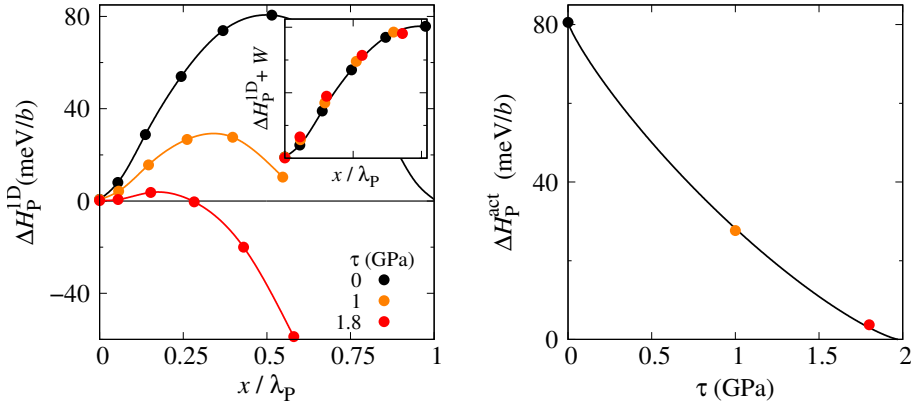 ΔH_P^1D (meV/b)
80
40
0
−40
ΔH_P^1D + W
x / λ_P
τ (GPa)
0
1
1.8
0 0.25 0.5 0.75 1
x / λ_P
ΔH_P^act (meV/b)
80
40
0
0 0.5 1 1.5 2
τ (GPa)